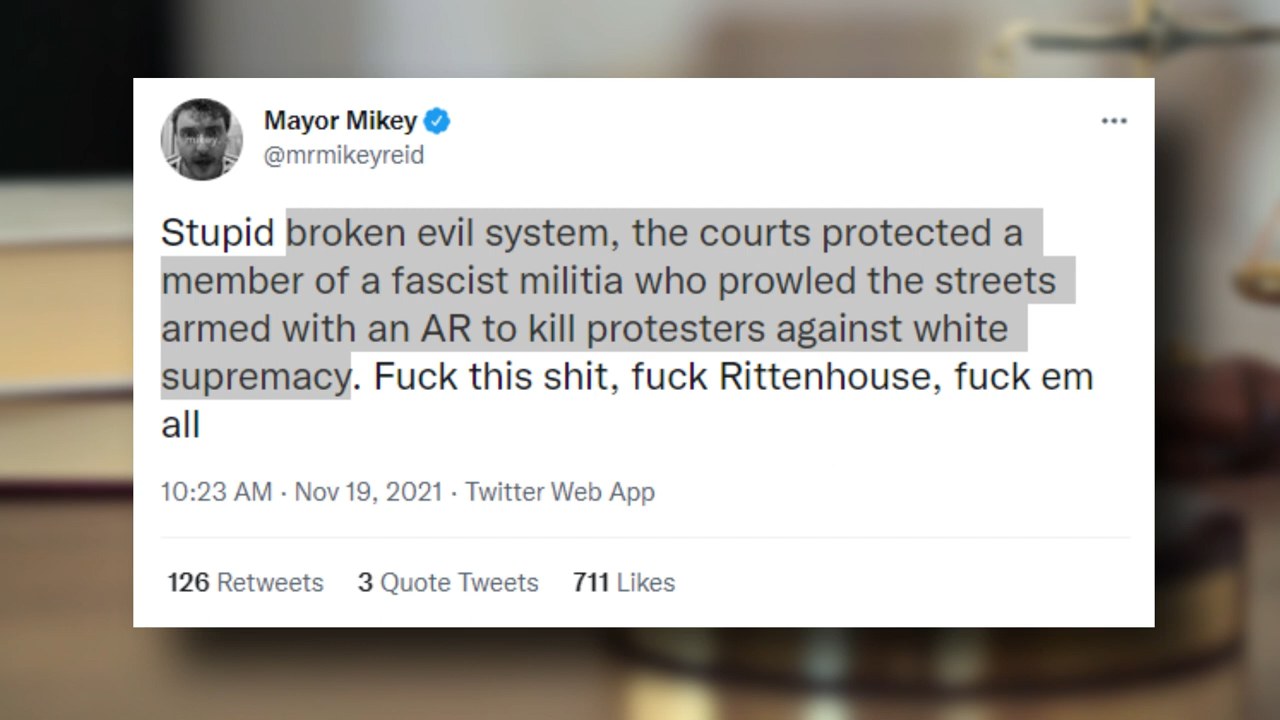 Mayor Mikey
@mrmikeyreid
Stupid broken evil system, the courts protected a
member of a fascist militia who prowled the streets
armed with an AR to kill protesters against white
supremacy. Fuck this shit, fuck Rittenhouse, fuck em
all
10:23 AM · Nov 19, 2021 · Twitter Web App
126 Retweets 3 Quote Tweets 711 Likes